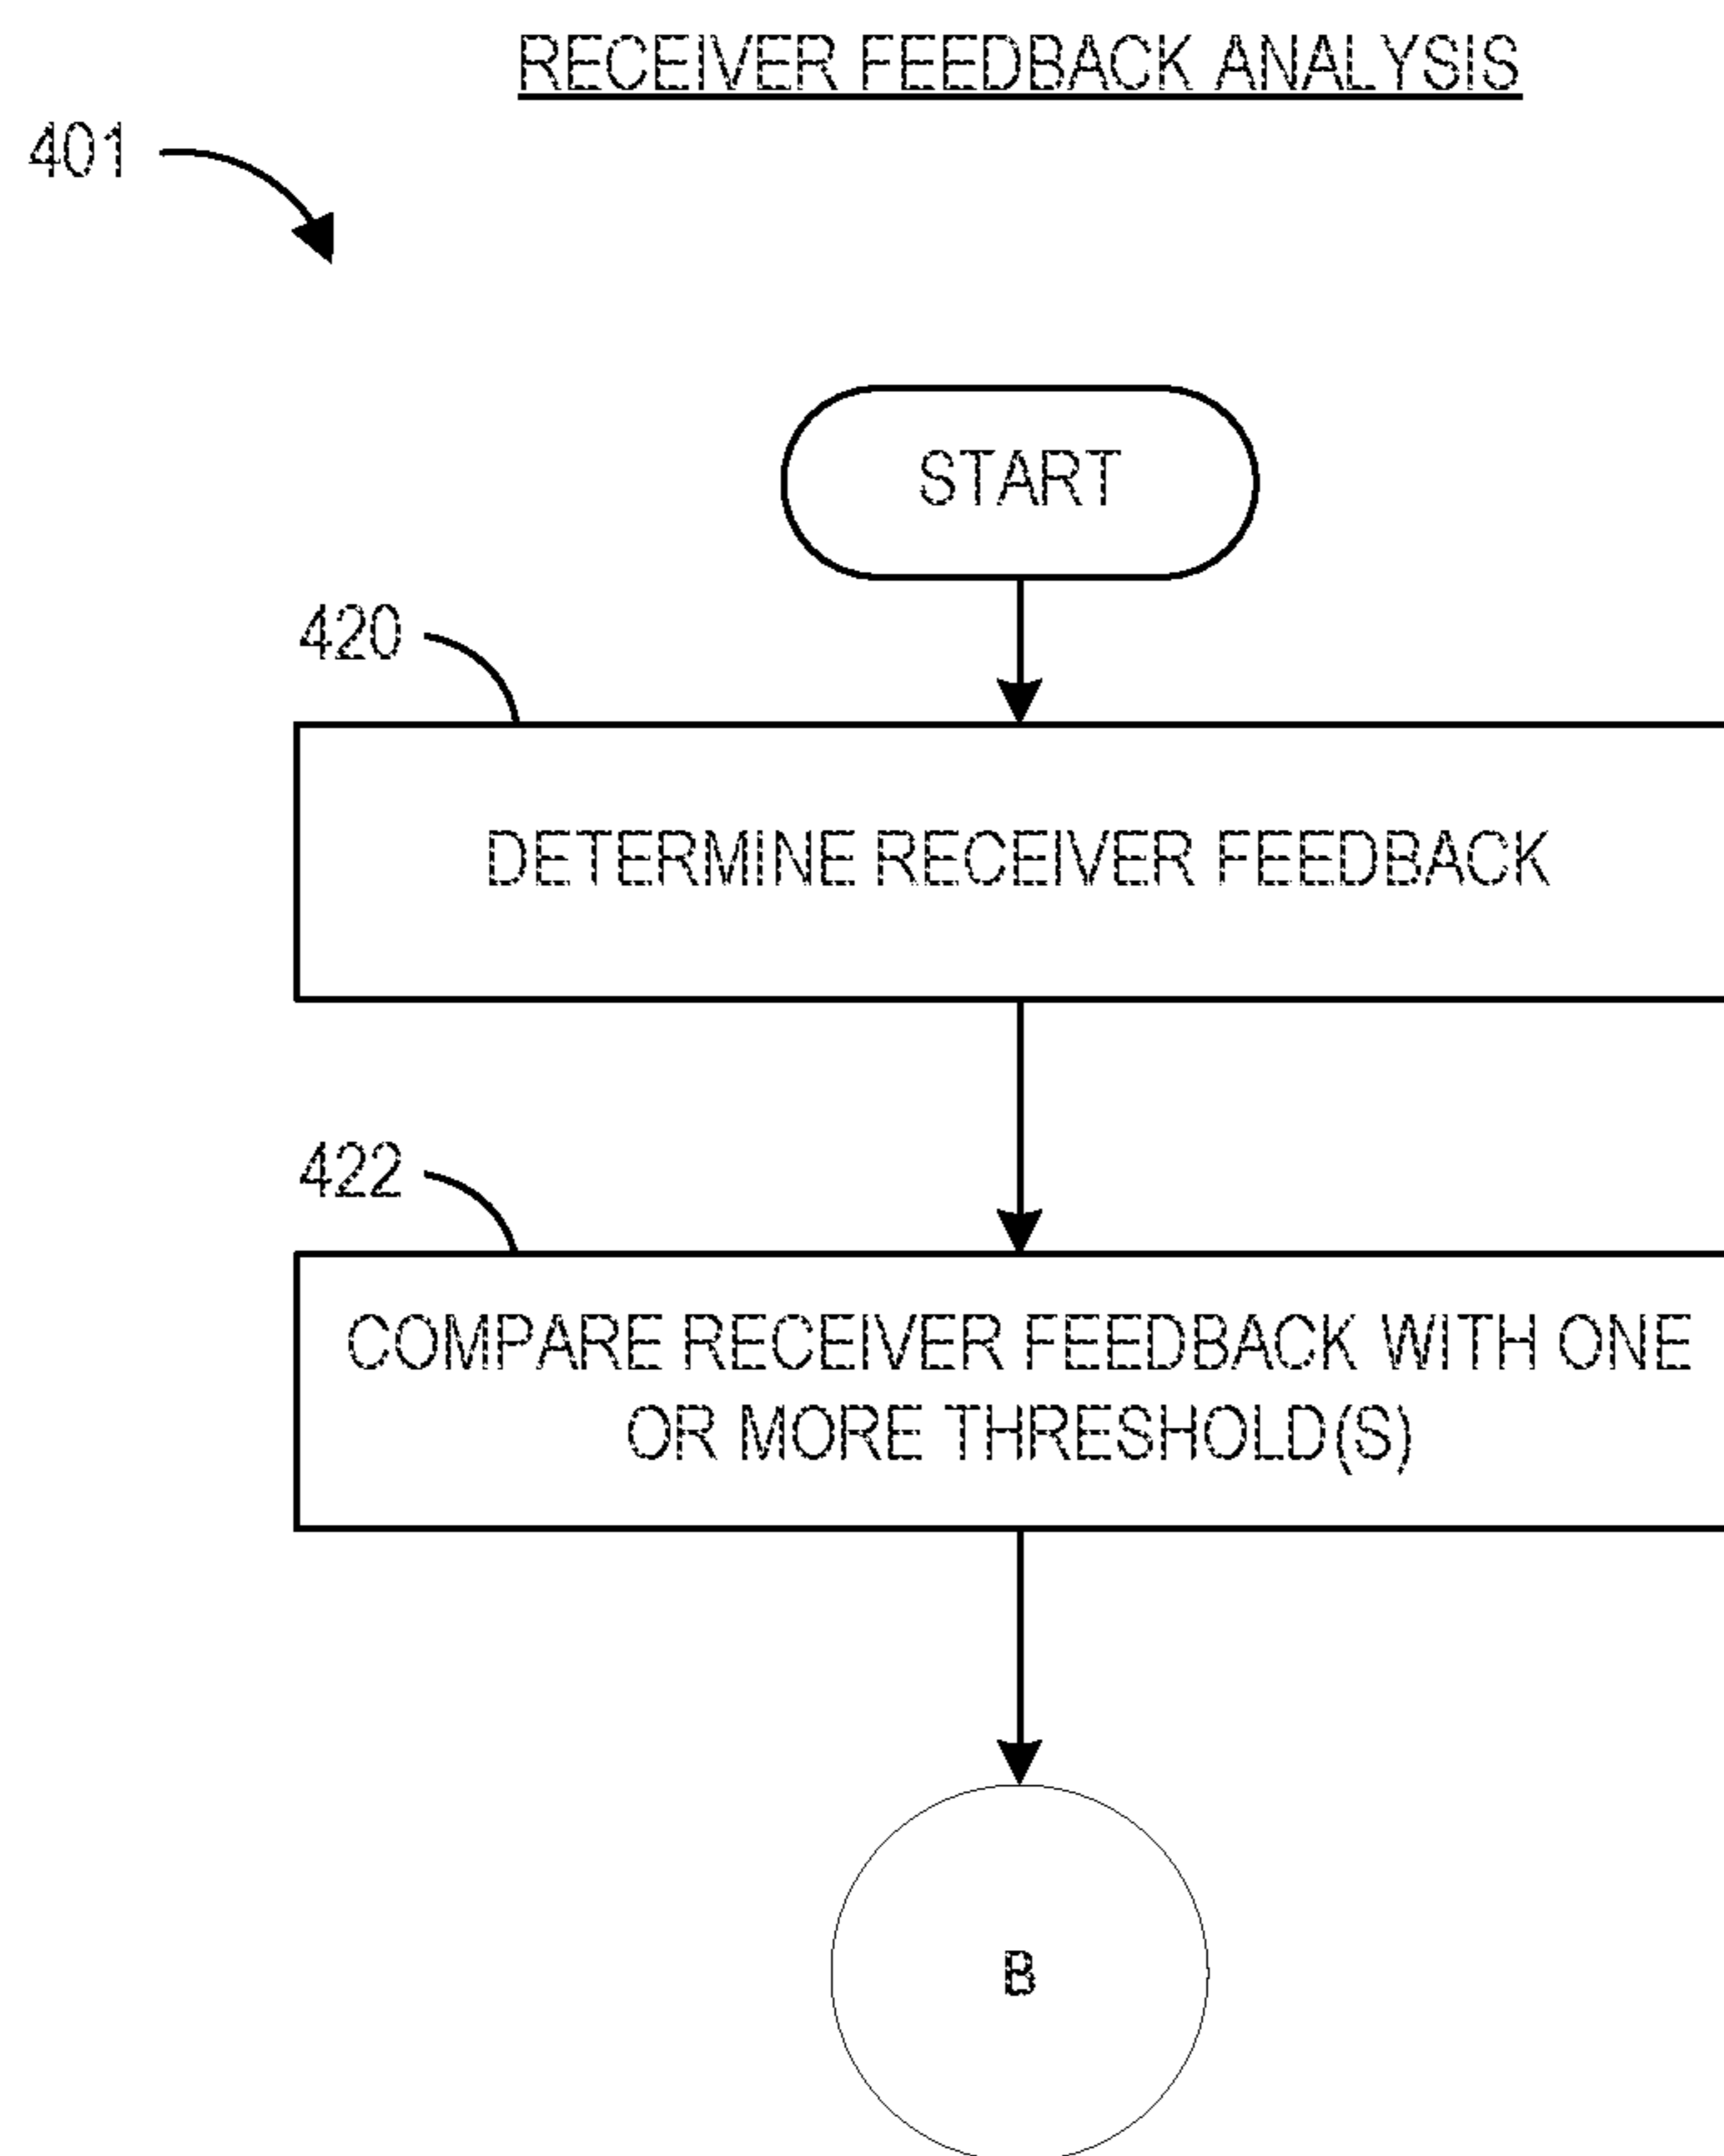 RECEIVER FEEDBACK ANALYSIS
401
START
420
DETERMINE RECEIVER FEEDBACK
422
COMPARE RECEIVER FEEDBACK WITH ONE
OR MORE THRESHOLD(S)
B